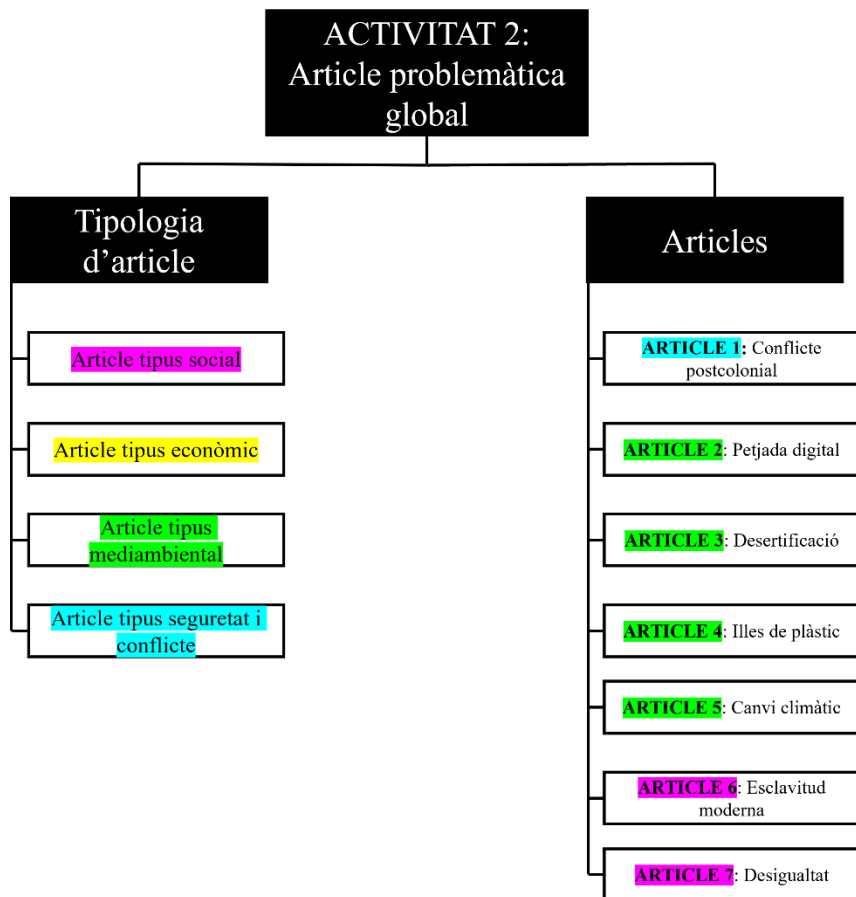 ACTIVITAT 2:
Article problemàtica
global
Tipologia
d’article
Article tipus social
Article tipus econòmic
Article tipus
mediambiental
Article tipus seguretat i
conflicte
Articles
ARTICLE 1: Conflicte
postcolonial
ARTICLE 2: Petjada digital
ARTICLE 3: Desertificació
ARTICLE 4: Illes de plàstic
ARTICLE 5: Canvi climàtic
ARTICLE 6: Esclavitud
moderna
ARTICLE 7: Desigualtat